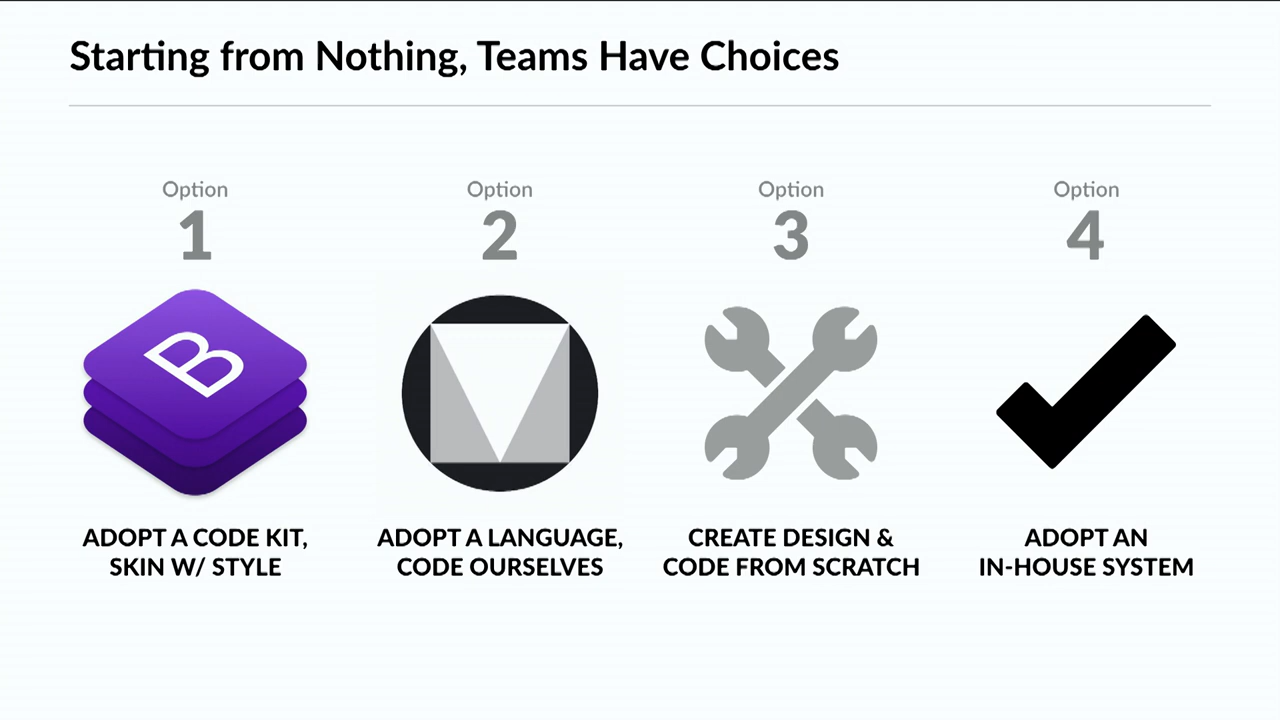 Starting from Nothing, Teams Have Choices
Option
1
B
ADOPT A CODE KIT,
SKIN W/ STYLE
Option
2
ADOPT A LANGUAGE,
CODE OURSELVES
Option
3
CREATE DESIGN &
CODE FROM SCRATCH
Option
4
ADOPT AN
IN-HOUSE SYSTEM